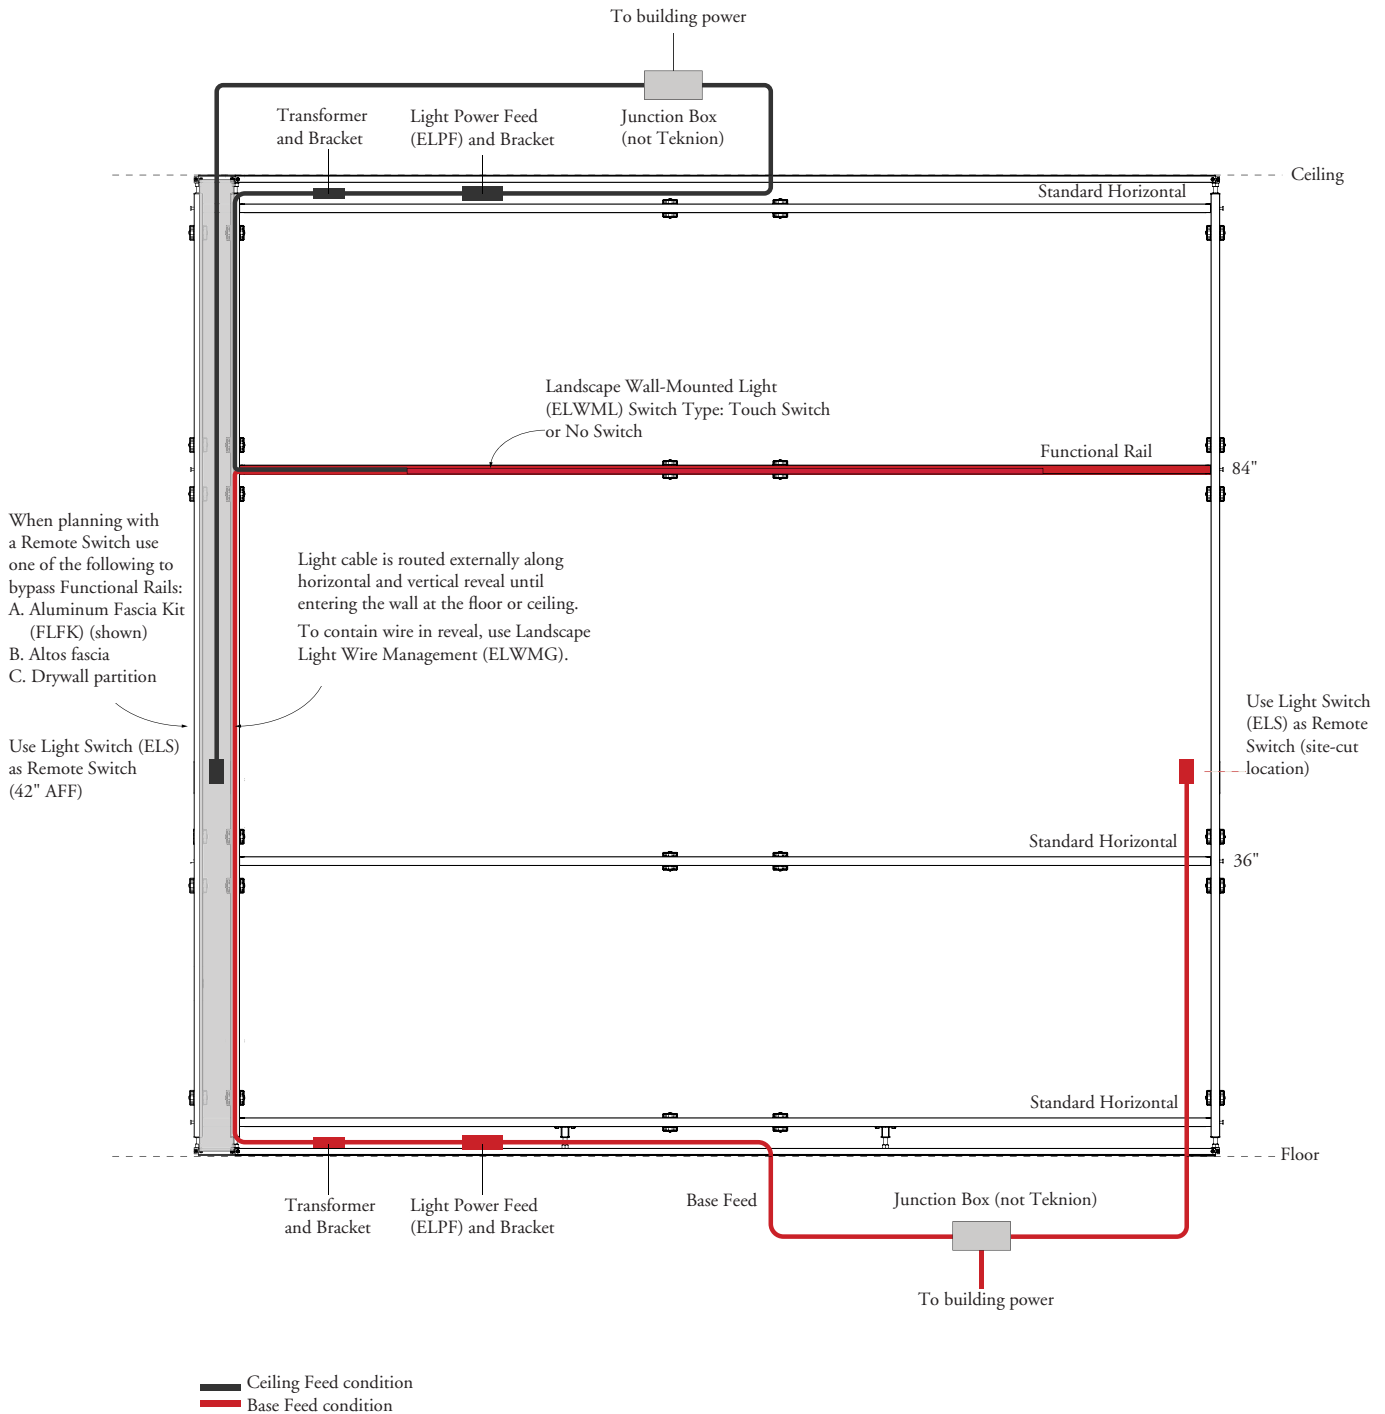 To building power
Transformer
and Bracket
Light Power Feed
(ELPF) and Bracket
Junction Box
(not Teknion)
Ceiling
Standard Horizontal
Landscape Wall-Mounted Light
(ELWML) Switch Type: Touch Switch
or No Switch
Functional Rail
84"
When planning with
a Remote Switch use
one of the following to
bypass Functional Rails:
A. Aluminum Fascia Kit
(FLFK) (shown)
B. Altos fascia
C. Drywall partition
Light cable is routed externally along
horizontal and vertical reveal until
entering the wall at the floor or ceiling.
To contain wire in reveal, use Landscape
Light Wire Management (ELWMG).
Use Light Switch (ELS)
as Remote Switch
(42" AFF)
Use Light Switch
(ELS) as Remote
Switch (site-cut
location)
Standard Horizontal
36"
Standard Horizontal
Floor
Transformer
and Bracket
Light Power Feed
(ELPF) and Bracket
Base Feed
Junction Box (not Teknion)
To building power
Ceiling Feed condition
Base Feed condition